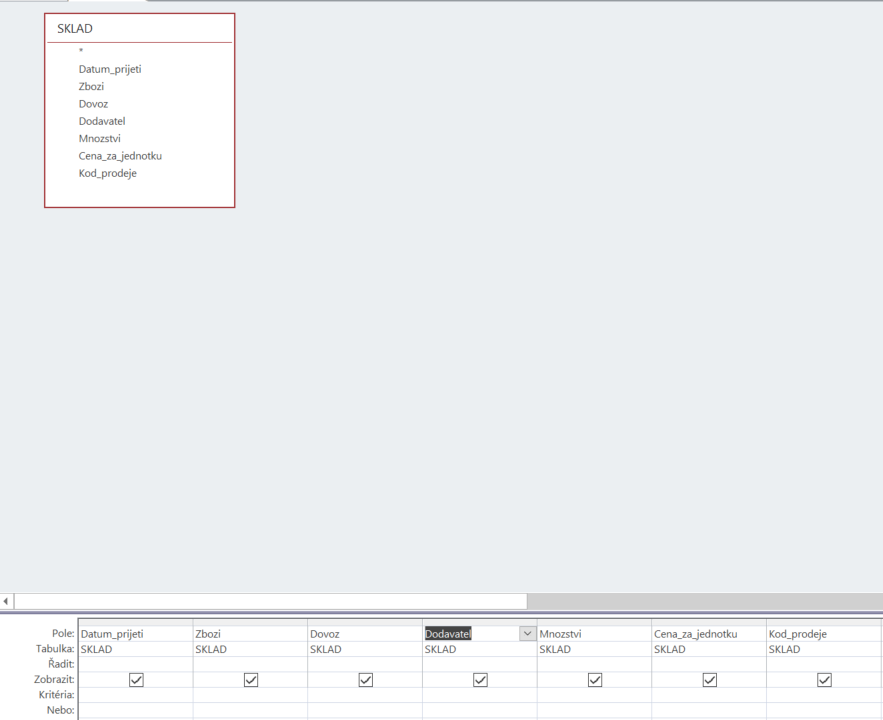 SKLAD
*
Datum_prijeti
Zbozi
Dovoz
Dodavatel
Mnozstvi
Cena_za_jednotku
Kod_prodeje
Pole: Datum_prijeti Zbozi Dovoz Dodavatel Mnozstvi Cena_za_jednotku Kod_prodeje
Tabulka: SKLAD SKLAD SKLAD SKLAD SKLAD SKLAD SKLAD
Řadit:
Zobrazit:
Kritéria:
Nebo: